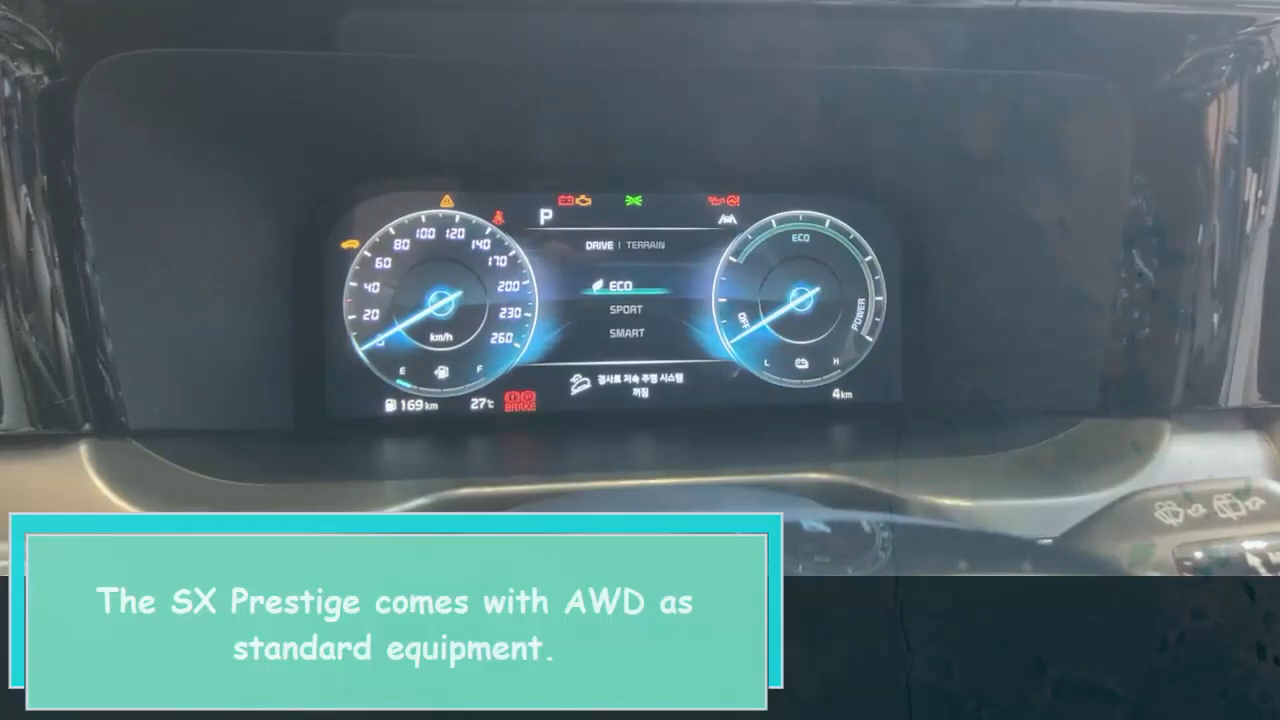 P
DRIVE | TERRAIN
ECO
SPORT
SMART
경사로 저속 주행 시스템
꺼짐
20
40
60
80
100
120
140
170
200
230
260
km/h
E
F
169 km
27℃
BRAKE
ECO
POWER
OFF
L
H
4 km
The SX Prestige comes with AWD as
standard equipment.